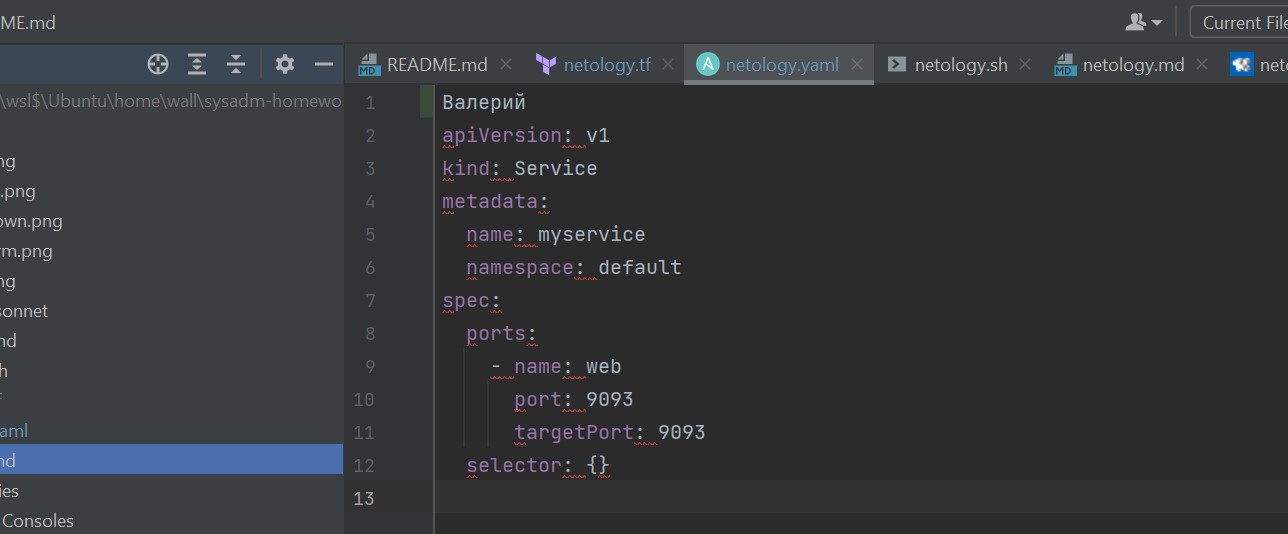 ME.md
Current File
\wsl$\Ubuntu\home\wall\sysadm-homewo
README.md
netology.tf
netology.yaml
netology.sh
netology.md
neto
ng
.png
own.png
rm.png
ng
sonnet
nd
h
f
aml
nd
ies
Consoles
1 Валерий
2 apiVersion: v1
3 kind: Service
4 metadata:
5 name: myservice
6 namespace: default
7 spec:
8 ports:
9 - name: web
10 port: 9093
11 targetPort: 9093
12 selector: {}
13